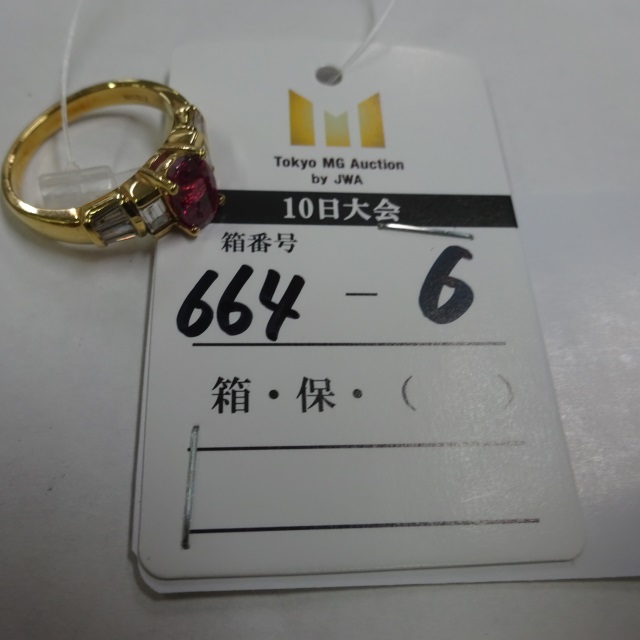 Tokyo MG Auction
by JWA
10日大会
箱番号
664 - 6
箱・保・(　　)